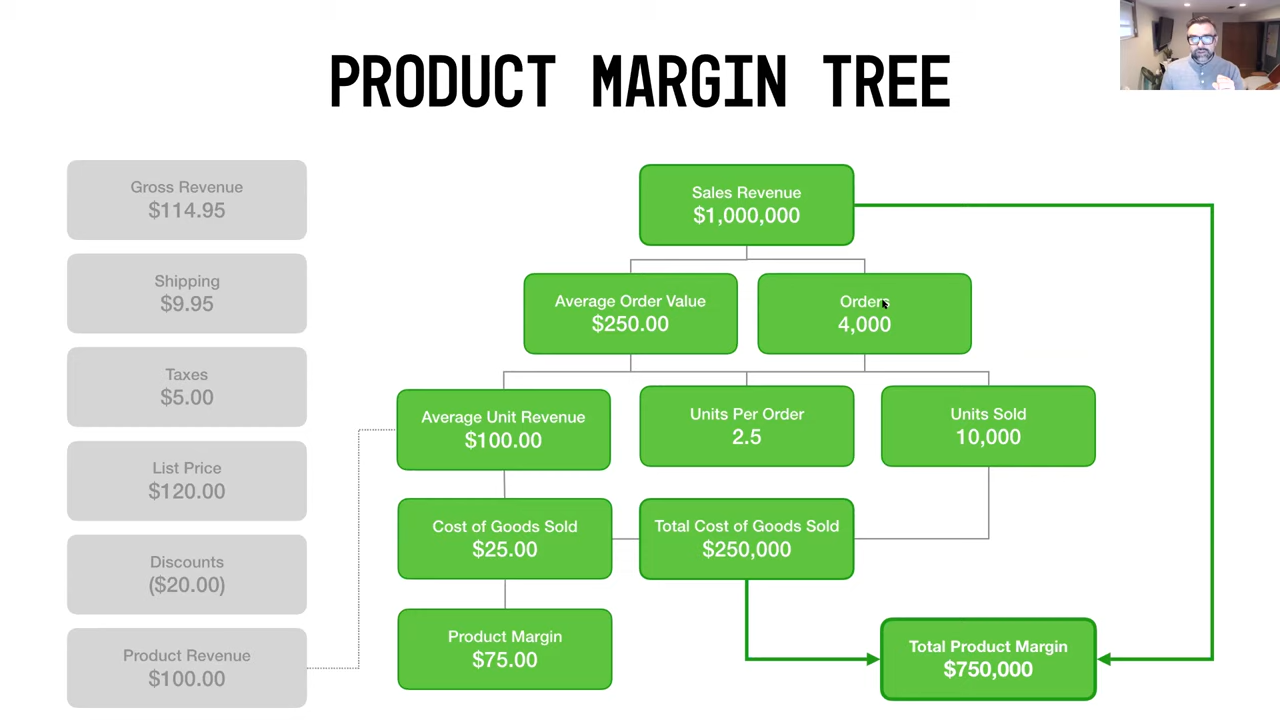 PRODUCT MARGIN TREE
Gross Revenue
$114.95
Shipping
$9.95
Taxes
$5.00
List Price
$120.00
Discounts
($20.00)
Product Revenue
$100.00
Sales Revenue
$1,000,000
Average Order Value
$250.00
Orders
4,000
Average Unit Revenue
$100.00
Units Per Order
2.5
Units Sold
10,000
Cost of Goods Sold
$25.00
Total Cost of Goods Sold
$250,000
Product Margin
$75.00
Total Product Margin
$750,000